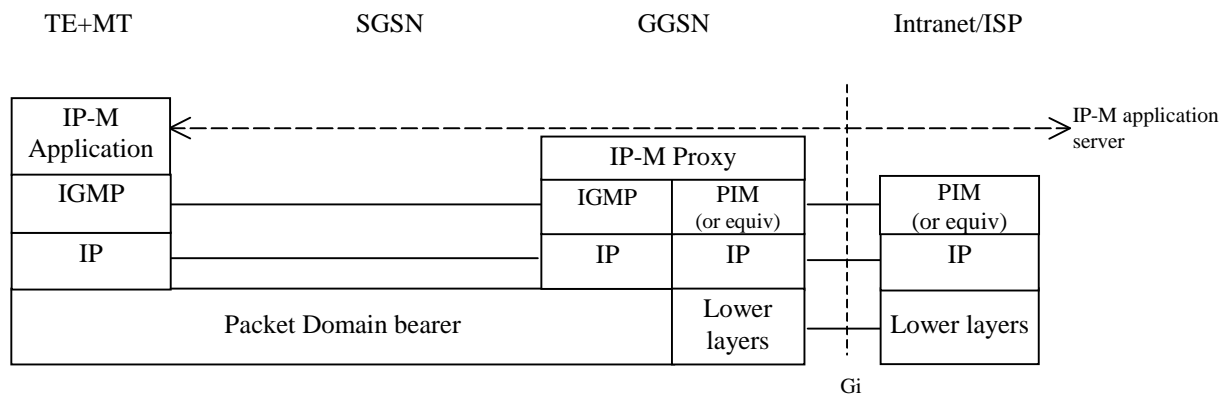 TE+MT SGSN GGSN Intranet/ISP
IP-M
Application
IP-M application
server
IP-M Proxy
IGMP
IGMP
PIM
(or equiv)
PIM
(or equiv)
IP
IP
IP
IP
Packet Domain bearer
Lower
layers
Lower layers
Gi